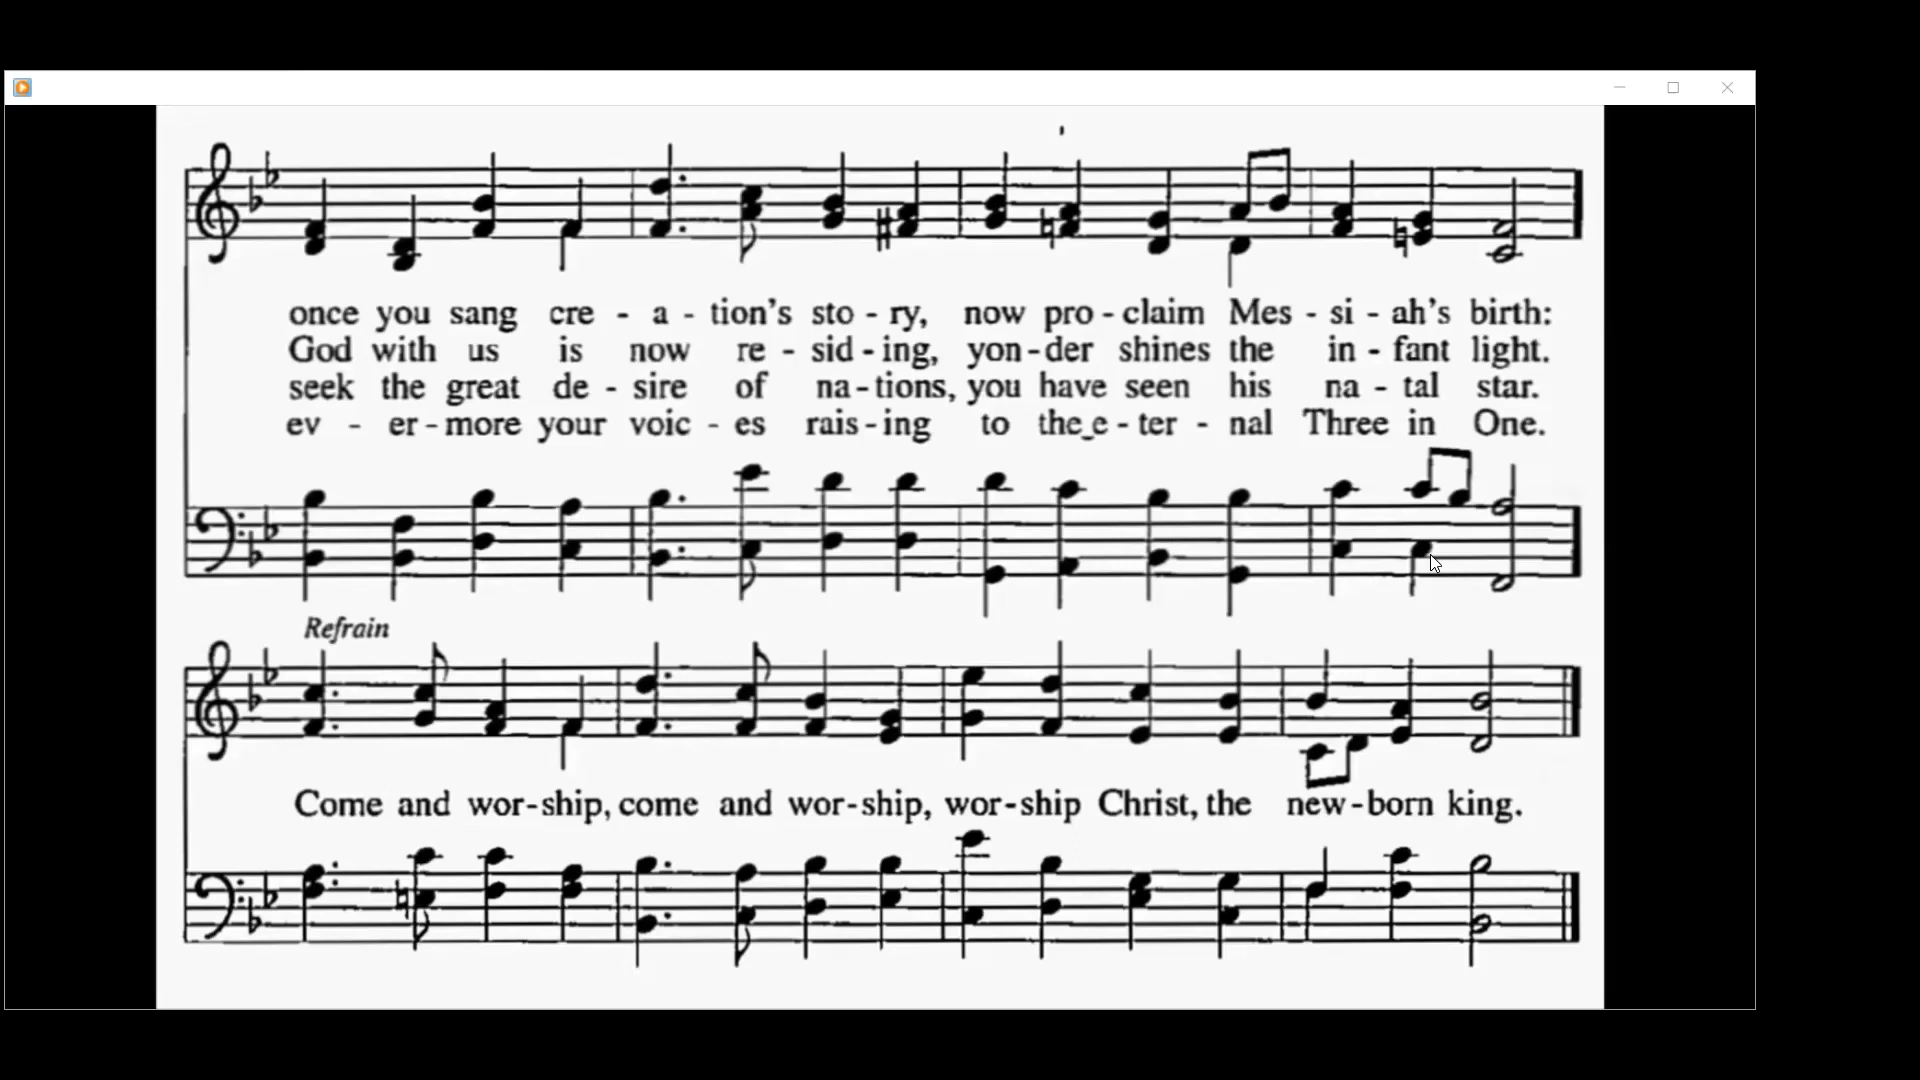 once you sang cre - a - tion's sto - ry, now pro - claim Mes - si - ah's birth:
God with us is now re - sid - ing, yon - der shines the in - fant light.
seek the great de - sire of na - tions, you have seen his na - tal star.
ev - er - more your voic - es rais - ing to the‿e - ter - nal Three in One.
Refrain
Come and wor - ship, come and wor - ship, wor - ship Christ, the new - born king.